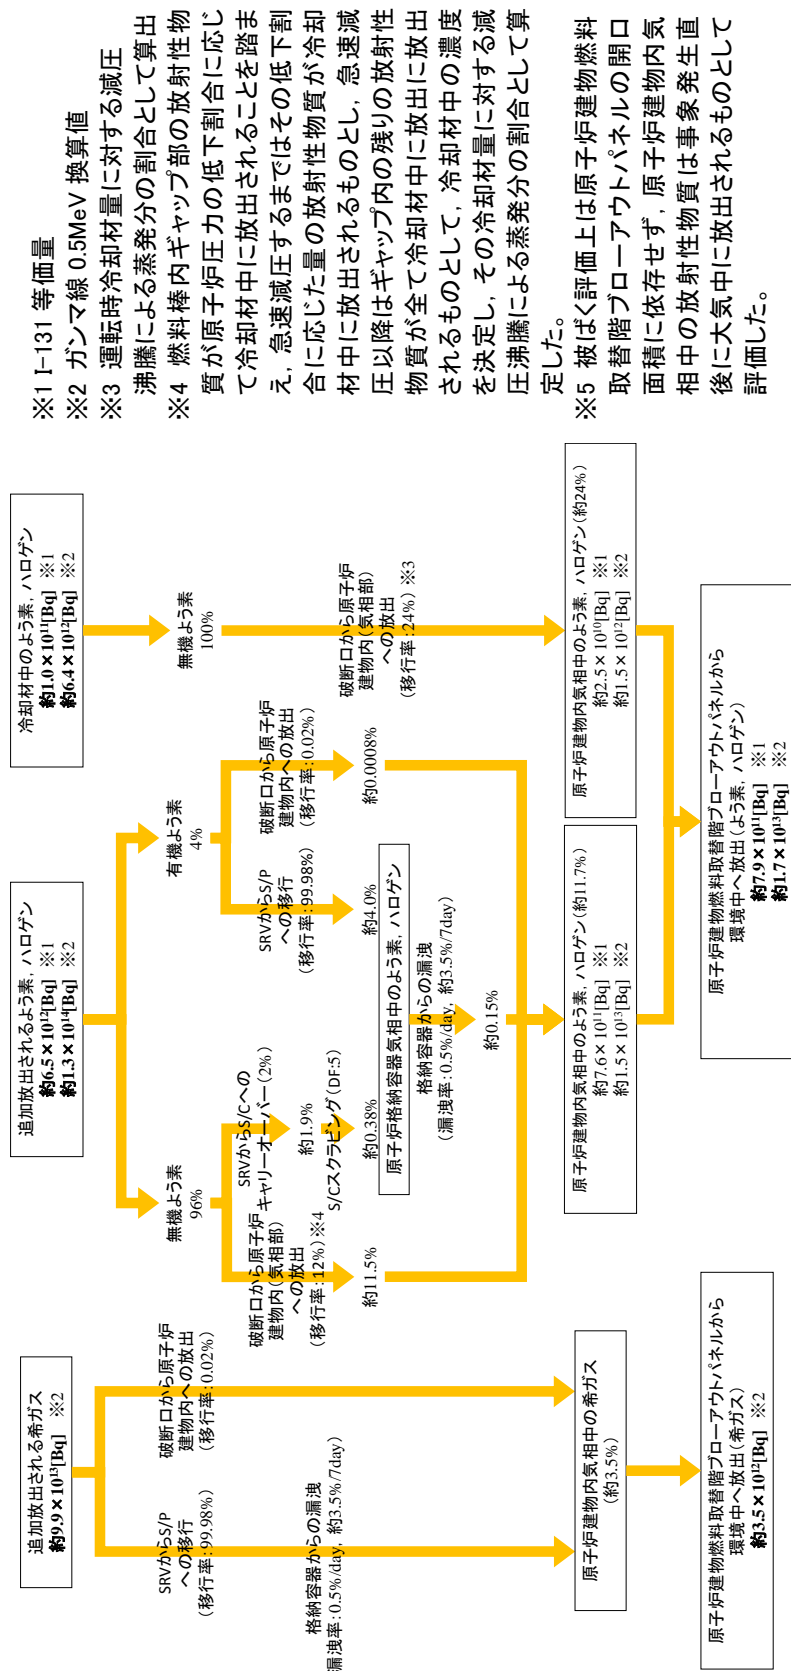 追加放出される希ガス
約9.9×10¹³[Bq] ※2
SRVからS/P
への移行
(移行率:99.98%)
破断口から原子炉
建物内への放出
(移行率:0.02%)
格納容器からの漏洩
漏洩率:0.5%/day, 約3.5%/7day)
原子炉建物内気相中の希ガス
(約3.5%)
原子炉建物燃料取替階ブローアウトパネルから
環境中へ放出(希ガス)
約3.5×10¹²[Bq] ※2
追加放出されるよう素, ハロゲン
約6.5×10¹²[Bq] ※1
約1.3×10¹⁴[Bq] ※2
無機よう素
96%
有機よう素
4%
破断口から原子炉
建物内(気相部)
への放出
(移行率:12%)※4
SRVからS/Cへの
キャリーオーバー(2%)
約1.9%
S/Cスクラビング(DF:5)
約11.5%
約0.38%
SRVからS/P
への移行
(移行率:99.98%)
破断口から原子炉
建物内への放出
(移行率:0.02%)
約4.0%
約0.0008%
原子炉格納容器気相中のよう素, ハロゲン
格納容器からの漏洩
(漏洩率:0.5%/day, 約3.5%/7day)
約0.15%
原子炉建物内気相中のよう素, ハロゲン(約11.7%)
約7.6×10¹¹[Bq] ※1
約1.5×10¹³[Bq] ※2
冷却材中のよう素, ハロゲン
約1.0×10¹¹[Bq] ※1
約6.4×10¹²[Bq] ※2
無機よう素
100%
破断口から原子炉
建物内(気相部)
への放出
(移行率:24%)※3
原子炉建物内気相中のよう素, ハロゲン(約24%)
約2.5×10¹⁰[Bq] ※1
約1.5×10¹²[Bq] ※2
原子炉建物燃料取替階ブローアウトパネルから
環境中へ放出(よう素, ハロゲン)
約7.9×10¹¹[Bq] ※1
約1.7×10¹³[Bq] ※2
※1 I-131 等価量
※2 ガンマ線 0.5MeV 換算値
※3 運転時冷却材量に対する減圧
沸騰による蒸発分の割合として算出
※4 燃料棒内ギャップ部の放射性物
質が原子炉圧力の低下割合に応じ
て冷却材中に放出されることを踏ま
え, 急速減圧するまではその低下割
合に応じた量の放射性物質が冷却
材中に放出されるものとし, 急速減
圧以降はギャップ内の残りの放射性
物質が全て冷却材中に放出に放出
されるものとして, 冷却材中の濃度
を決定し, その冷却材量に対する減
圧沸騰による蒸発分の割合として算
定した。
※5 被ばく評価上は原子炉建物燃料
取替階ブローアウトパネルの開口
面積に依存せず, 原子炉建物内気
相中の放射性物質は事象発生直
後に大気中に放出されるものとして
評価した。